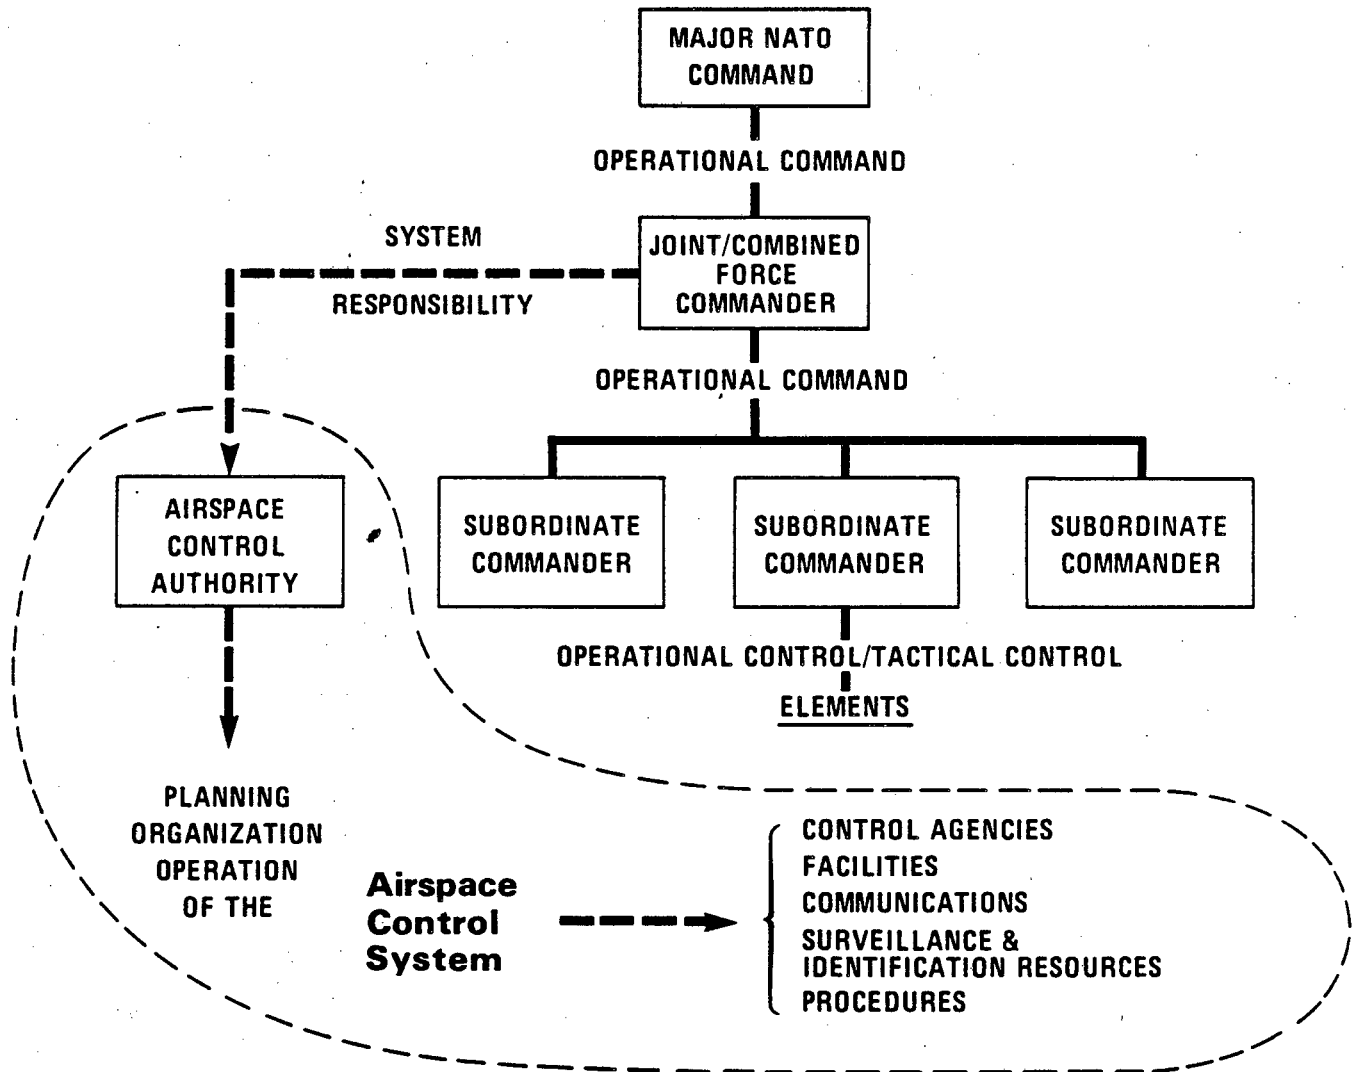 MAJOR NATO
COMMAND
OPERATIONAL COMMAND
SYSTEM
RESPONSIBILITY
JOINT/COMBINED
FORCE
COMMANDER
OPERATIONAL COMMAND
AIRSPACE
CONTROL
AUTHORITY
SUBORDINATE
COMMANDER
SUBORDINATE
COMMANDER
SUBORDINATE
COMMANDER
OPERATIONAL CONTROL/TACTICAL CONTROL
ELEMENTS
PLANNING
ORGANIZATION
OPERATION
OF THE
Airspace
Control
System
CONTROL AGENCIES
FACILITIES
COMMUNICATIONS
SURVEILLANCE &
IDENTIFICATION RESOURCES
PROCEDURES